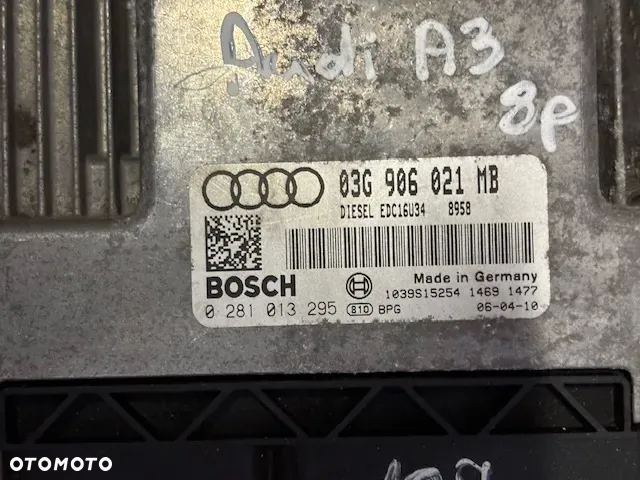 Audi A3
8P
03G 906 021 MB
DIESEL EDC16U34 8958
BOSCH
Made in Germany
1039S15254 1469 1477
0 281 013 295 810 BPG 06-04-10
OTOMOTO